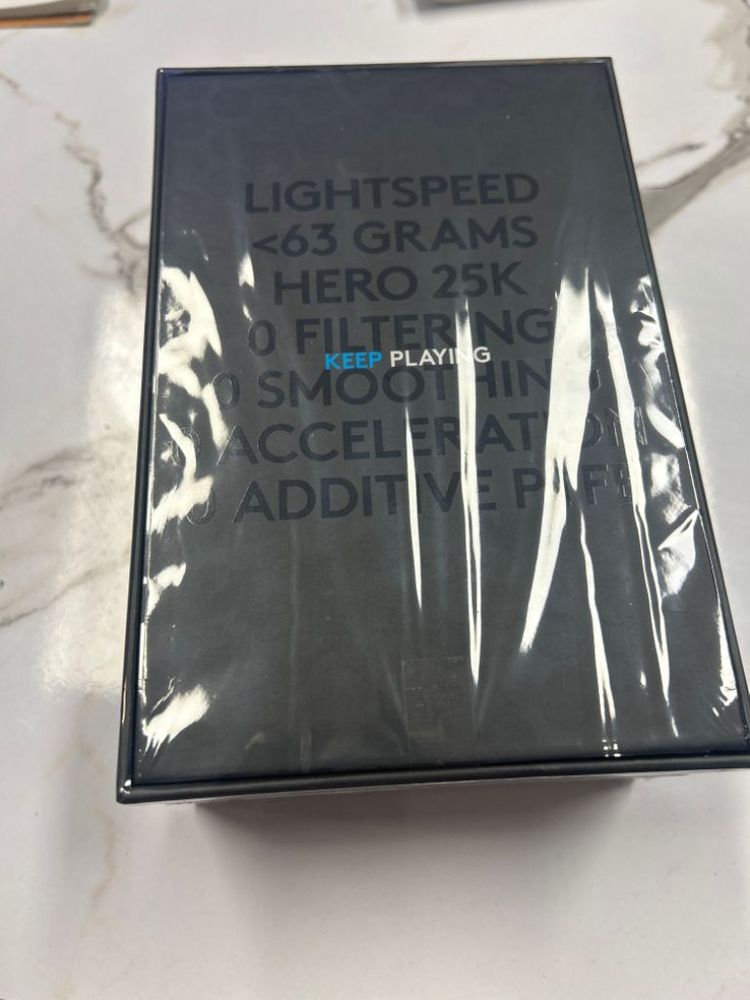 LIGHTSPEED
<63 GRAMS
HERO 25K
0 FILTERING
KEEP PLAYING
0 SMOOTHING
0 ACCELERATION
0 ADDITIVE